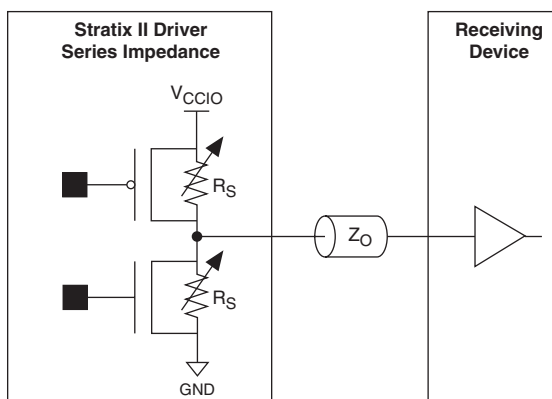 Stratix II Driver
Series Impedance
Receiving
Device
VCCIO
RS
ZO
RS
GND